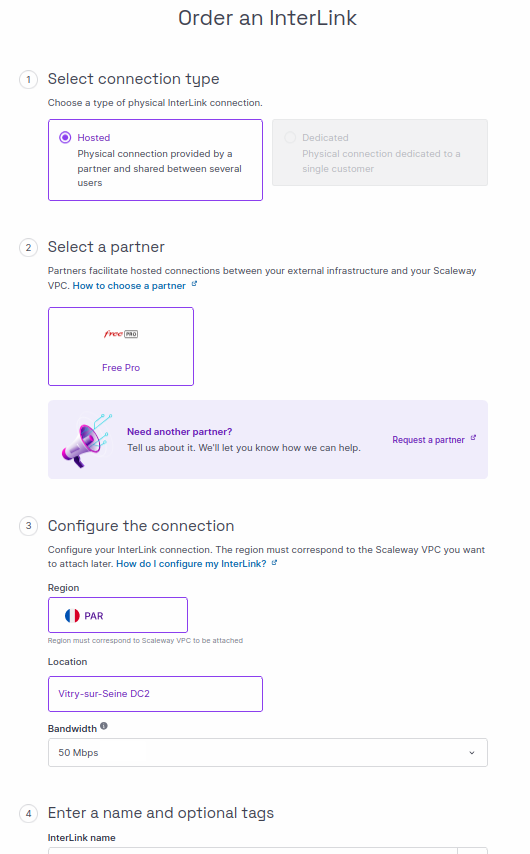 Order an InterLink
1
Select connection type
Choose a type of physical InterLink connection.
Hosted
Physical connection provided by a
partner and shared between several
users
Dedicated
Physical connection dedicated to a
single customer
2
Select a partner
Partners facilitate hosted connections between your external infrastructure and your Scaleway
VPC. How to choose a partner
free PRO
Free Pro
Need another partner?
Tell us about it. We'll let you know how we can help.
Request a partner
3
Configure the connection
Configure your InterLink connection. The region must correspond to the Scaleway VPC you want
to attach later. How do I configure my InterLink?
Region
PAR
Region must correspond to Scaleway VPC to be attached
Location
Vitry-sur-Seine DC2
Bandwidth
50 Mbps
4
Enter a name and optional tags
InterLink name